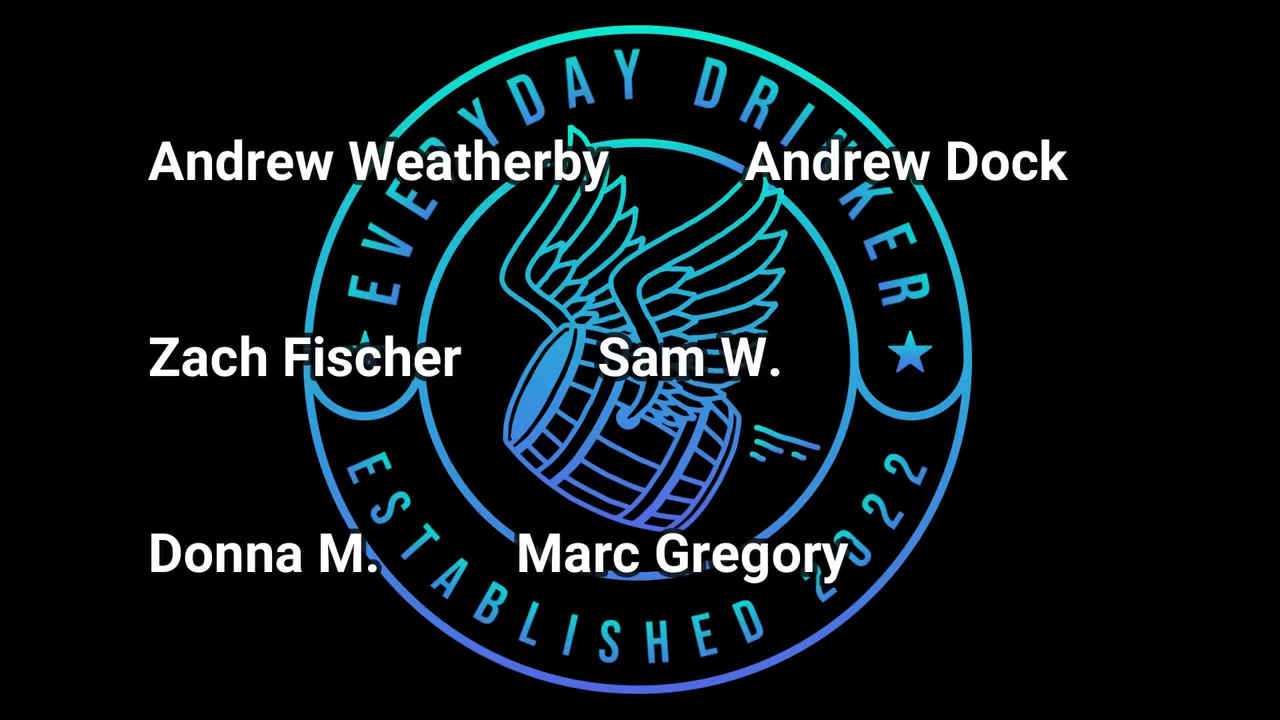 EVERYDAY DRINKER
Andrew Weatherby Andrew Dock
Zach Fischer Sam W.
Donna M. Marc Gregory
ESTABLISHED 2022